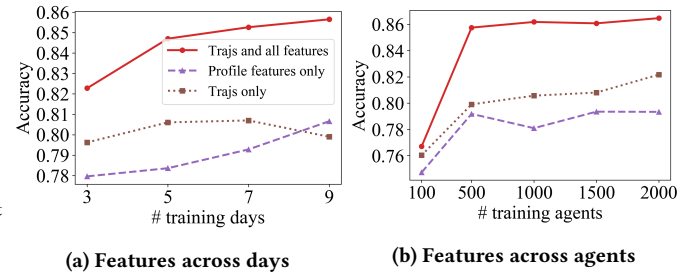 0.86
0.85
0.84
0.83
0.82
0.81
0.80
0.79
0.78
Accuracy
Trajs and all features
Profile features only
Trajs only
3 5 7 9
# training days
(a) Features across days
0.86
0.84
0.82
0.80
0.78
0.76
Accuracy
100 500 1000 1500 2000
# training agents
(b) Features across agents